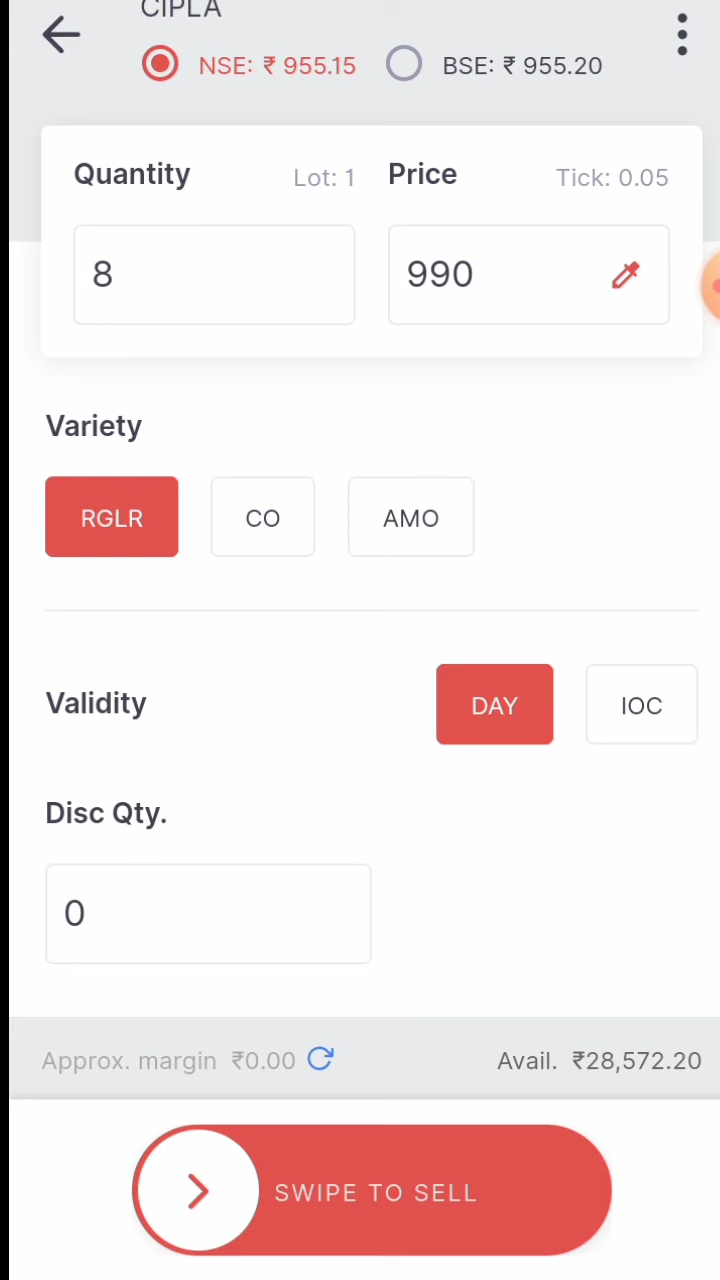 CIPLA
NSE: ₹ 955.15 BSE: ₹ 955.20
Quantity Lot: 1 Price Tick: 0.05
8 990
Variety
RGLR CO AMO
Validity DAY IOC
Disc Qty.
0
Approx. margin ₹0.00 Avail. ₹28,572.20
SWIPE TO SELL